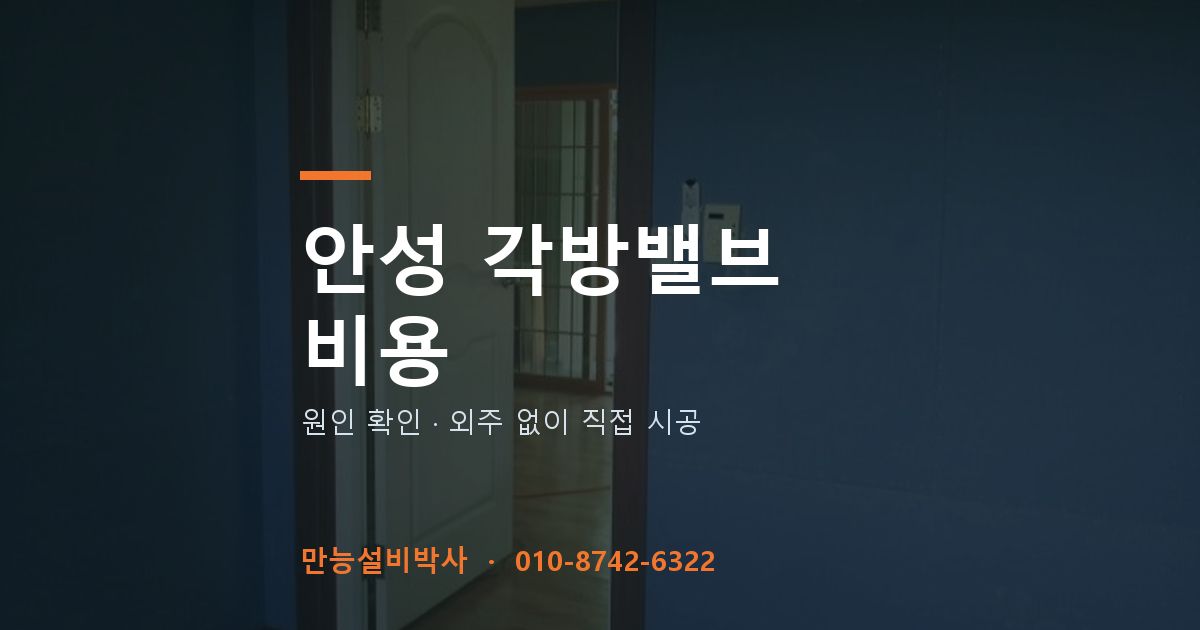 안성 각방밸브
비용
원인 확인 · 외주 없이 직접 시공
만능설비박사 · 010-8742-6322